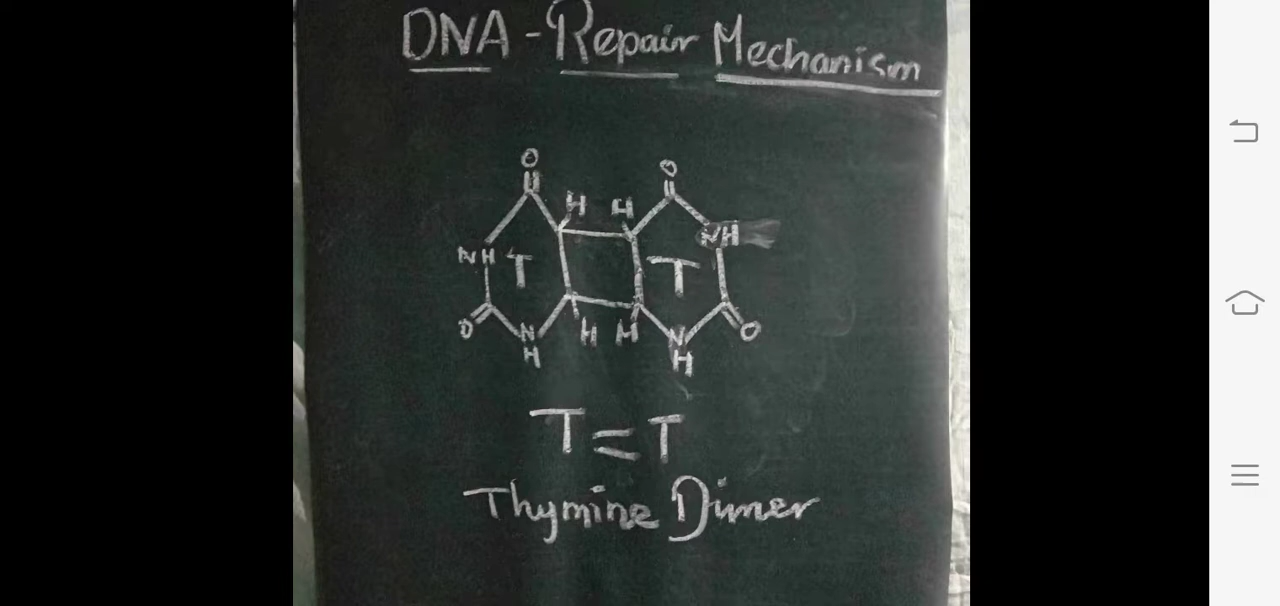 DNA - Repair Mechanism
O O
H H
NH T T NH
O N H H N O
H H
T = T
Thymine Dimer